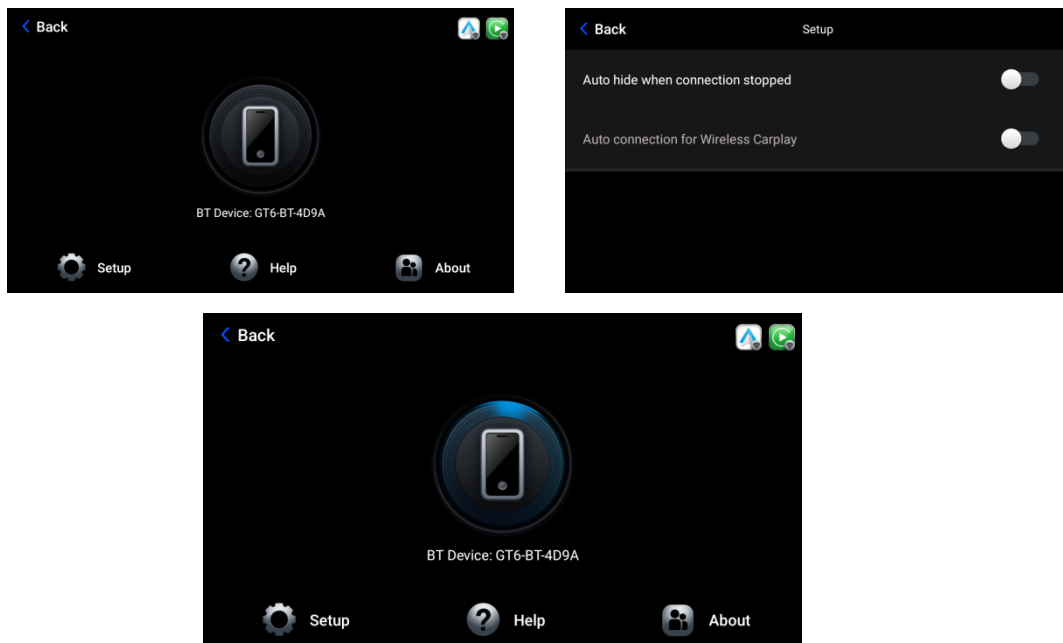 Back
BT Device: GT6-BT-4D9A
Setup Help About
Back Setup
Auto hide when connection stopped
Auto connection for Wireless Carplay
Back
BT Device: GT6-BT-4D9A
Setup Help About